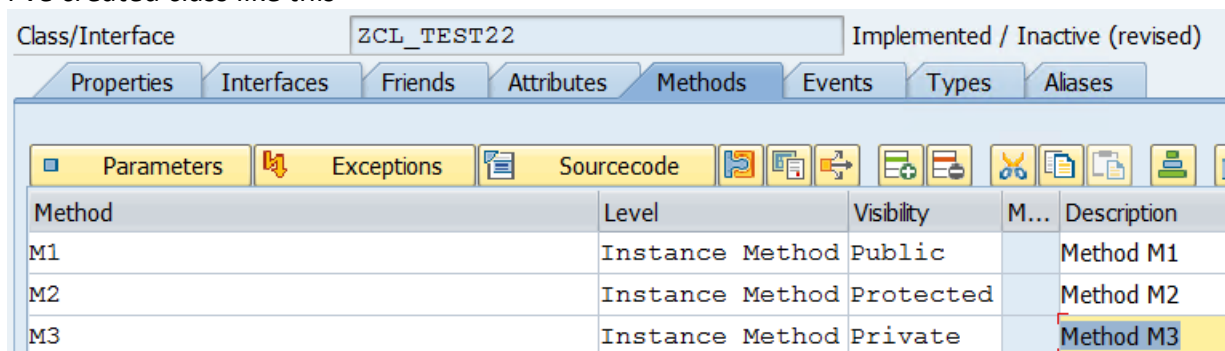 Class/Interface ZCL_TEST22 Implemented / Inactive (revised)
Properties Interfaces Friends Attributes Methods Events Types Aliases
Parameters Exceptions Sourcecode
Method Level Visibility M... Description
M1 Instance Method Public Method M1
M2 Instance Method Protected Method M2
M3 Instance Method Private Method M3